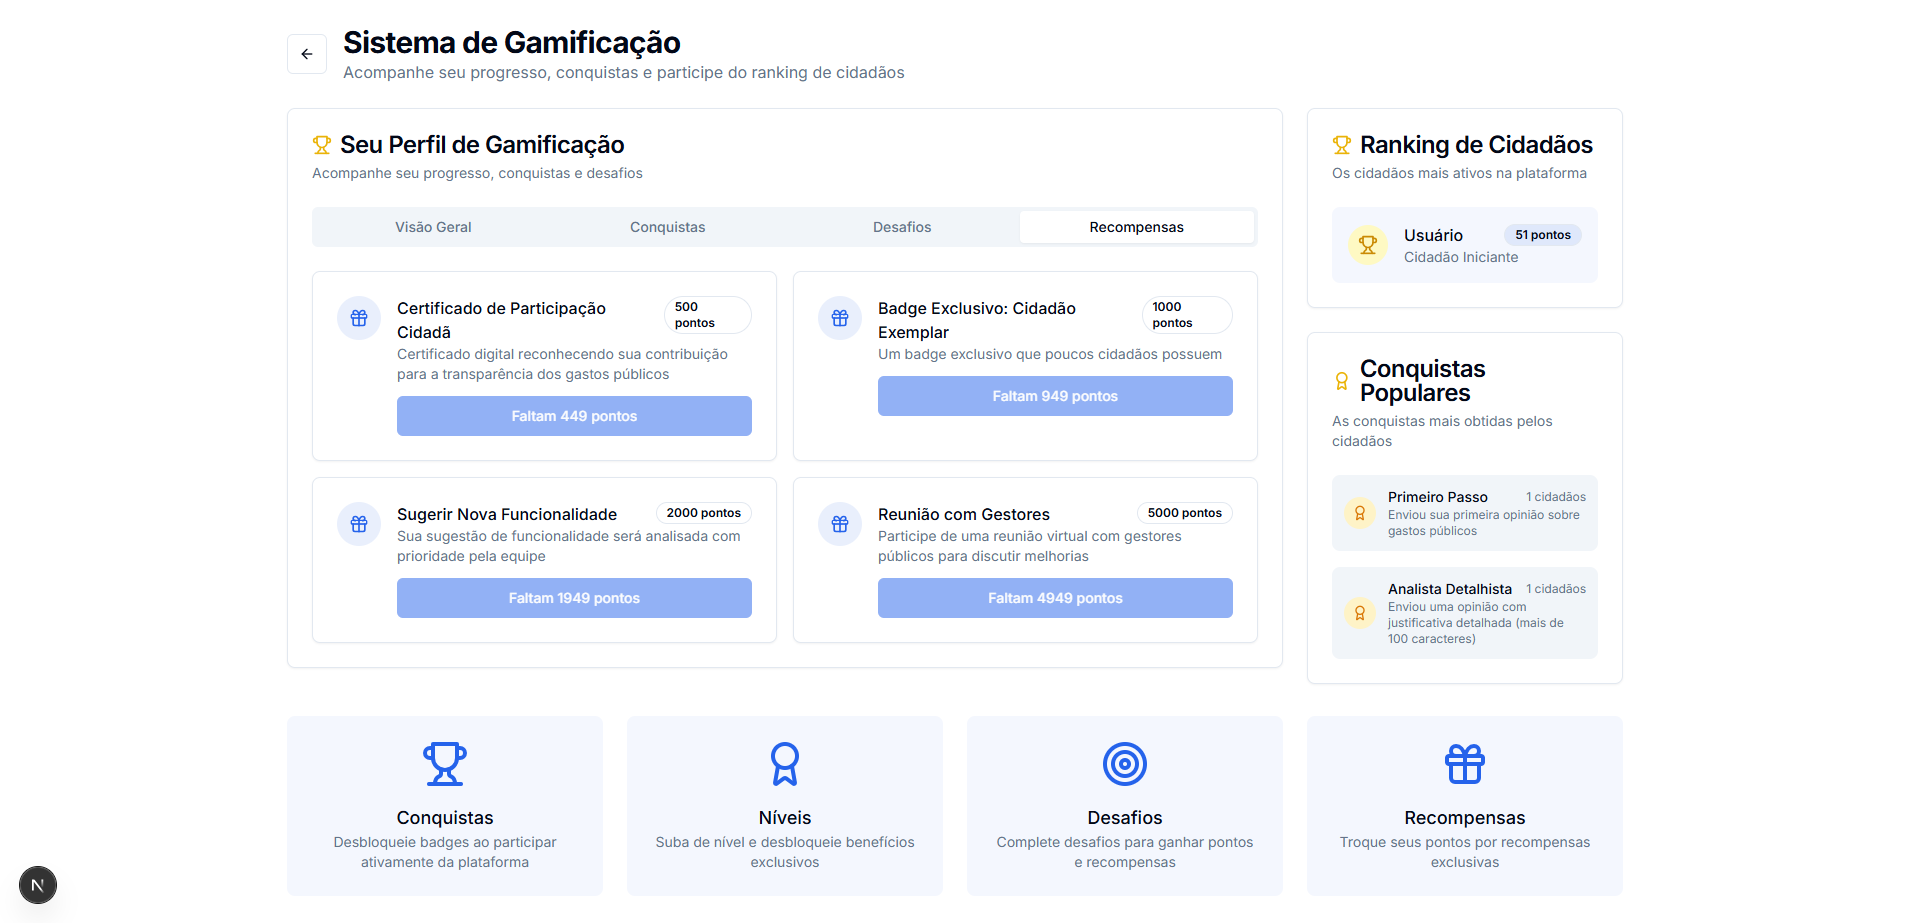 Sistema de Gamificação
Acompanhe seu progresso, conquistas e participe do ranking de cidadãos
Seu Perfil de Gamificação
Acompanhe seu progresso, conquistas e desafios
Visão Geral
Conquistas
Desafios
Recompensas
Certificado de Participação
Cidadã
500
pontos
Certificado digital reconhecendo sua contribuição
para a transparência dos gastos públicos
Faltam 449 pontos
Badge Exclusivo: Cidadão
Exemplar
1000
pontos
Um badge exclusivo que poucos cidadãos possuem
Faltam 949 pontos
Sugerir Nova Funcionalidade
2000 pontos
Sua sugestão de funcionalidade será analisada com
prioridade pela equipe
Faltam 1949 pontos
Reunião com Gestores
5000 pontos
Participe de uma reunião virtual com gestores
públicos para discutir melhorias
Faltam 4949 pontos
Ranking de Cidadãos
Os cidadãos mais ativos na plataforma
Usuário
51 pontos
Cidadão Iniciante
Conquistas
Populares
As conquistas mais obtidas pelos
cidadãos
Primeiro Passo
1 cidadãos
Enviou sua primeira opinião sobre
gastos públicos
Analista Detalhista
1 cidadãos
Enviou uma opinião com
justificativa detalhada (mais de
100 caracteres)
Conquistas
Desbloqueie badges ao participar
ativamente da plataforma
Níveis
Suba de nível e desbloqueie benefícios
exclusivos
Desafios
Complete desafios para ganhar pontos
e recompensas
Recompensas
Troque seus pontos por recompensas
exclusivas
N